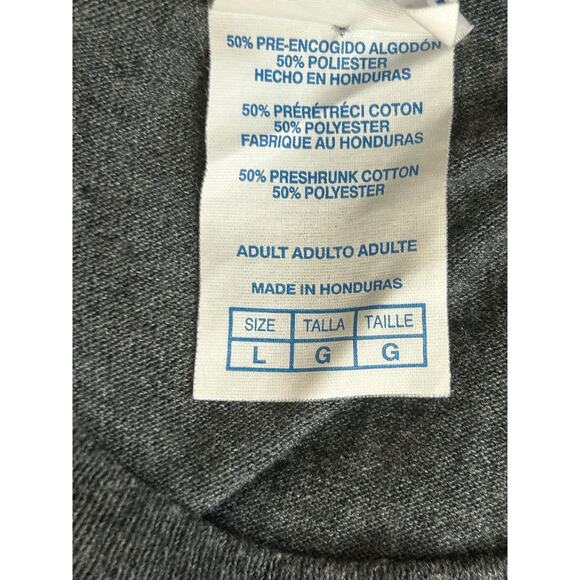 50% PRE-ENCOGIDO ALGODÓN
50% POLIESTER
HECHO EN HONDURAS
50% PRÉRÉTRÉCI COTON
50% POLYESTER
FABRIQUE AU HONDURAS
50% PRESHRUNK COTTON
50% POLYESTER
ADULT ADULTO ADULTE
MADE IN HONDURAS
SIZE TALLA TAILLE
L G G